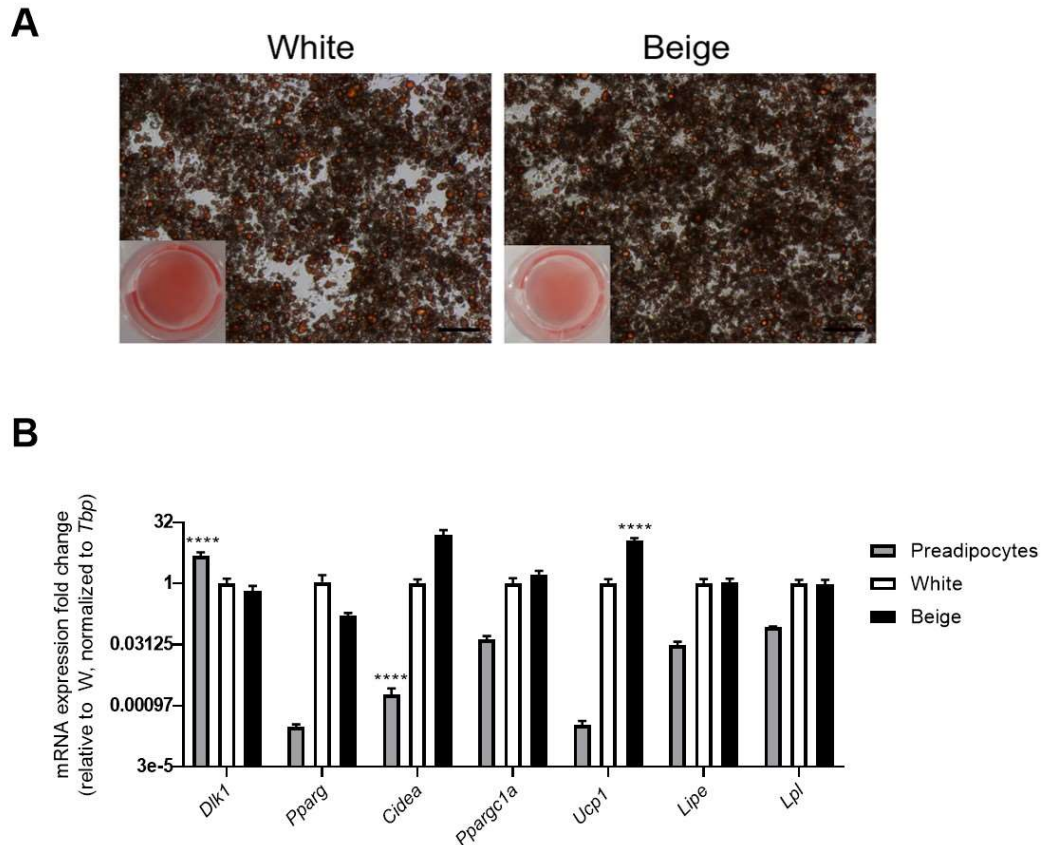 A
White Beige
B
mRNA expression fold change
(relative to W, normalized to Tbp)
32
1
0.03125
0.00097
3e-5
****
****
****
Dlk1
Pparg
Cidea
Ppargc1a
Ucp1
Lipe
Lpl
Preadipocytes
White
Beige